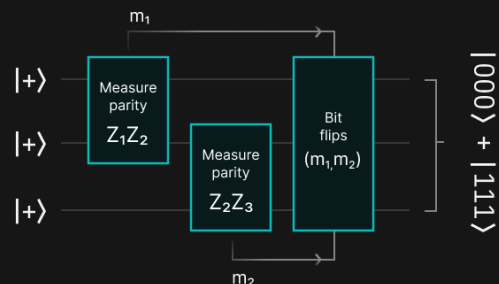 m₁
|+⟩
Measure
parity
Z₁Z₂
|+⟩
Measure
parity
Z₂Z₃
Bit
flips
(m₁,m₂)
|+⟩
m₂
|000⟩ + |111⟩